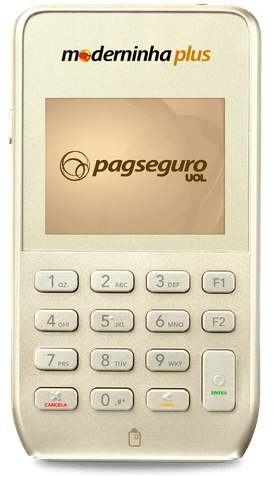 moderninha plus
pagseguro
UOL
1 QZ. 2 ABC 3 DEF F1
4 GHI 5 JKL 6 MNO F2
7 PRS 8 TUV 9 WXY
CANCELA 0 ,#* ENTRA